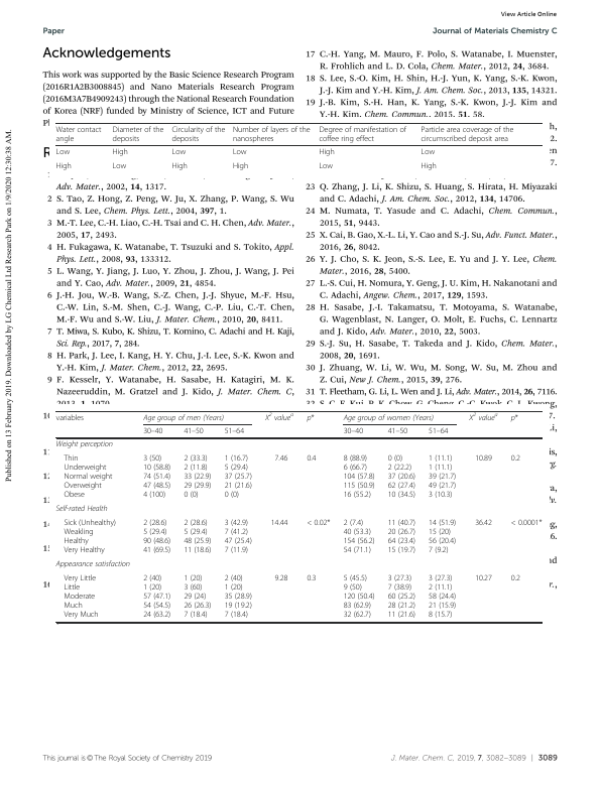 View Article Online
Paper
Journal of Materials Chemistry C
Published on 13 February 2019. Downloaded by LG Chemical Ltd Research Park on 1/9/2020 12:30:38 AM.
Acknowledgements
This work was supported by the Basic Science Research Program
(2016R1A2B3008845) and Nano Materials Research Program
(2016M3A7B4909243) through the National Research Foundation
of Korea (NRF) funded by Ministry of Science, ICT and Future
17 C.-H. Yang, M. Mauro, F. Polo, S. Watanabe, I. Muenster,
R. Frohlich and L. D. Cola, Chem. Mater., 2012, 24, 3684.
18 S. Lee, S.-O. Kim, H. Shin, H.-J. Yun, K. Yang, S.-K. Kwon,
J.-J. Kim and Y.-H. Kim, J. Am. Chem. Soc., 2013, 135, 14321.
19 J.-B. Kim, S.-H. Han, K. Yang, S.-K. Kwon, J.-J. Kim and
Y.-H. Kim, Chem. Commun., 2015, 51, 58.
Water contact angle Diameter of the deposits Circularity of the deposits Number of layers of the nanospheres Degree of manifestation of coffee ring effect Particle area coverage of the circumscribed deposit area
Low High Low Low High Low
High Low High High Low High
Adv. Mater., 2002, 14, 1317.
2 S. Tao, Z. Hong, Z. Peng, W. Ju, X. Zhang, P. Wang, S. Wu
and S. Lee, Chem. Phys. Lett., 2004, 397, 1.
3 M.-T. Lee, C.-H. Liao, C.-H. Tsai and C. H. Chen, Adv. Mater.,
2005, 17, 2493.
4 H. Fukagawa, K. Watanabe, T. Tsuzuki and S. Tokito, Appl.
Phys. Lett., 2008, 93, 133312.
5 L. Wang, Y. Jiang, J. Luo, Y. Zhou, J. Zhou, J. Wang, J. Pei
and Y. Cao, Adv. Mater., 2009, 21, 4854.
6 J.-H. Jou, W.-B. Wang, S.-Z. Chen, J.-J. Shyue, M.-F. Hsu,
C.-W. Lin, S.-M. Shen, C.-J. Wang, C.-P. Liu, C.-T. Chen,
M.-F. Wu and S.-W. Liu, J. Mater. Chem., 2010, 20, 8411.
7 T. Miwa, S. Kubo, K. Shizu, T. Komino, C. Adachi and H. Kaji,
Sci. Rep., 2017, 7, 284.
8 H. Park, J. Lee, I. Kang, H. Y. Chu, J.-I. Lee, S.-K. Kwon and
Y.-H. Kim, J. Mater. Chem., 2012, 22, 2695.
9 F. Kesselr, Y. Watanabe, H. Sasabe, H. Katagiri, M. K.
Nazeeruddin, M. Gratzel and J. Kido, J. Mater. Chem. C,
2013, 1, 1070.
23 Q. Zhang, J. Li, K. Shizu, S. Huang, S. Hirata, H. Miyazaki
and C. Adachi, J. Am. Chem. Soc., 2012, 134, 14706.
24 M. Numata, T. Yasude and C. Adachi, Chem. Commun.,
2015, 51, 9443.
25 X. Cai, B. Gao, X.-L. Li, Y. Cao and S.-J. Su, Adv. Funct. Mater.,
2016, 26, 8042.
26 Y. J. Cho, S. K. Jeon, S.-S. Lee, E. Yu and J. Y. Lee, Chem.
Mater., 2016, 28, 5400.
27 L.-S. Cui, H. Nomura, Y. Geng, J. U. Kim, H. Nakanotani and
C. Adachi, Angew. Chem., 2017, 129, 1593.
28 H. Sasabe, J.-I. Takamatsu, T. Motoyama, S. Watanabe,
G. Wagenblast, N. Langer, O. Molt, E. Fuchs, C. Lennartz
and J. Kido, Adv. Mater., 2010, 22, 5003.
29 S.-J. Su, H. Sasabe, T. Takeda and J. Kido, Chem. Mater.,
2008, 20, 1691.
30 J. Zhuang, W. Li, W. Wu, M. Song, W. Su, M. Zhou and
Z. Cui, New J. Chem., 2015, 39, 276.
31 T. Fleetham, G. Li, L. Wen and J. Li, Adv. Mater., 2014, 26, 7116.
variables Age group of men (Years) X² valueᵃ p* Age group of women (Years) X² valueᵃ p*
30–40 41–50 51–64 30–40 41–50 51–64
Weight perception
Thin 3 (50) 2 (33.3) 1 (16.7) 7.46 0.4 8 (88.9) 0 (0) 1 (11.1) 10.89 0.2
Underweight 10 (58.8) 2 (11.8) 5 (29.4) 6 (66.7) 2 (22.2) 1 (11.1)
Normal weight 74 (51.4) 33 (22.9) 37 (25.7) 104 (57.8) 37 (20.6) 39 (21.7)
Overweight 47 (48.5) 29 (29.9) 21 (21.6) 115 (50.9) 62 (27.4) 49 (21.7)
Obese 4 (100) 0 (0) 0 (0) 16 (55.2) 10 (34.5) 3 (10.3)
Self-rated Health
Sick (Unhealthy) 2 (28.6) 2 (28.6) 3 (42.9) 14.44 < 0.02* 2 (7.4) 11 (40.7) 14 (51.9) 36.42 < 0.0001*
Weakling 5 (29.4) 5 (29.4) 7 (41.2) 40 (53.3) 20 (26.7) 15 (20)
Healthy 90 (48.6) 48 (25.9) 47 (25.4) 154 (56.2) 64 (23.4) 56 (20.4)
Very Healthy 41 (69.5) 11 (18.6) 7 (11.9) 54 (71.1) 15 (19.7) 7 (9.2)
Appearance satisfaction
Very Little 2 (40) 1 (20) 2 (40) 9.28 0.3 5 (45.5) 3 (27.3) 3 (27.3) 10.27 0.2
Little 1 (20) 3 (60) 1 (20) 9 (50) 7 (38.9) 2 (11.1)
Moderate 57 (47.1) 29 (24) 35 (28.9) 120 (50.4) 60 (25.2) 58 (24.4)
Much 54 (54.5) 26 (26.3) 19 (19.2) 83 (62.9) 28 (21.2) 21 (15.9)
Very Much 24 (63.2) 7 (18.4) 7 (18.4) 32 (62.7) 11 (21.6) 8 (15.7)
This journal is © The Royal Society of Chemistry 2019
J. Mater. Chem. C, 2019, 7, 3082–3089 | 3089